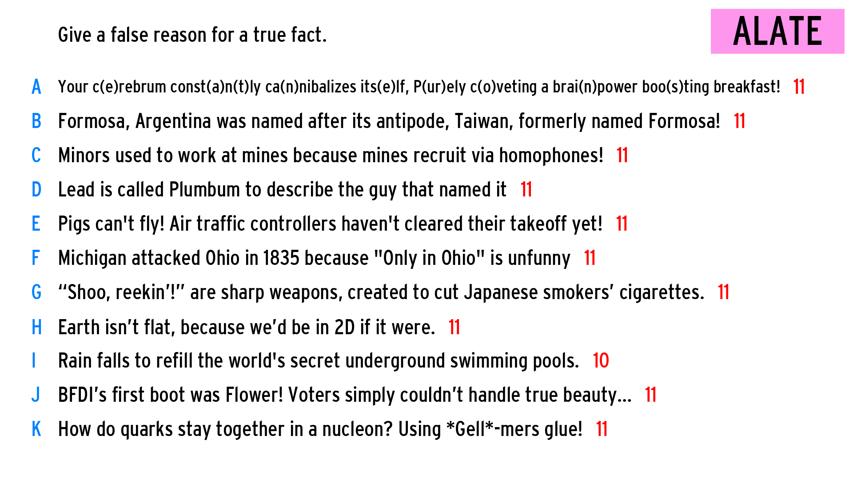 Give a false reason for a true fact.
ALATE
A Your c(e)rebrum const(a)n(t)ly ca(n)nibalizes its(e)lf, P(ur)ely c(o)veting a brai(n)power boo(s)ting breakfast! 11
B Formosa, Argentina was named after its antipode, Taiwan, formerly named Formosa! 11
C Minors used to work at mines because mines recruit via homophones! 11
D Lead is called Plumbum to describe the guy that named it 11
E Pigs can't fly! Air traffic controllers haven't cleared their takeoff yet! 11
F Michigan attacked Ohio in 1835 because "Only in Ohio" is unfunny 11
G “Shoo, reekin’!” are sharp weapons, created to cut Japanese smokers’ cigarettes. 11
H Earth isn’t flat, because we’d be in 2D if it were. 11
I Rain falls to refill the world's secret underground swimming pools. 10
J BFDI’s first boot was Flower! Voters simply couldn’t handle true beauty... 11
K How do quarks stay together in a nucleon? Using *Gell*-mers glue! 11